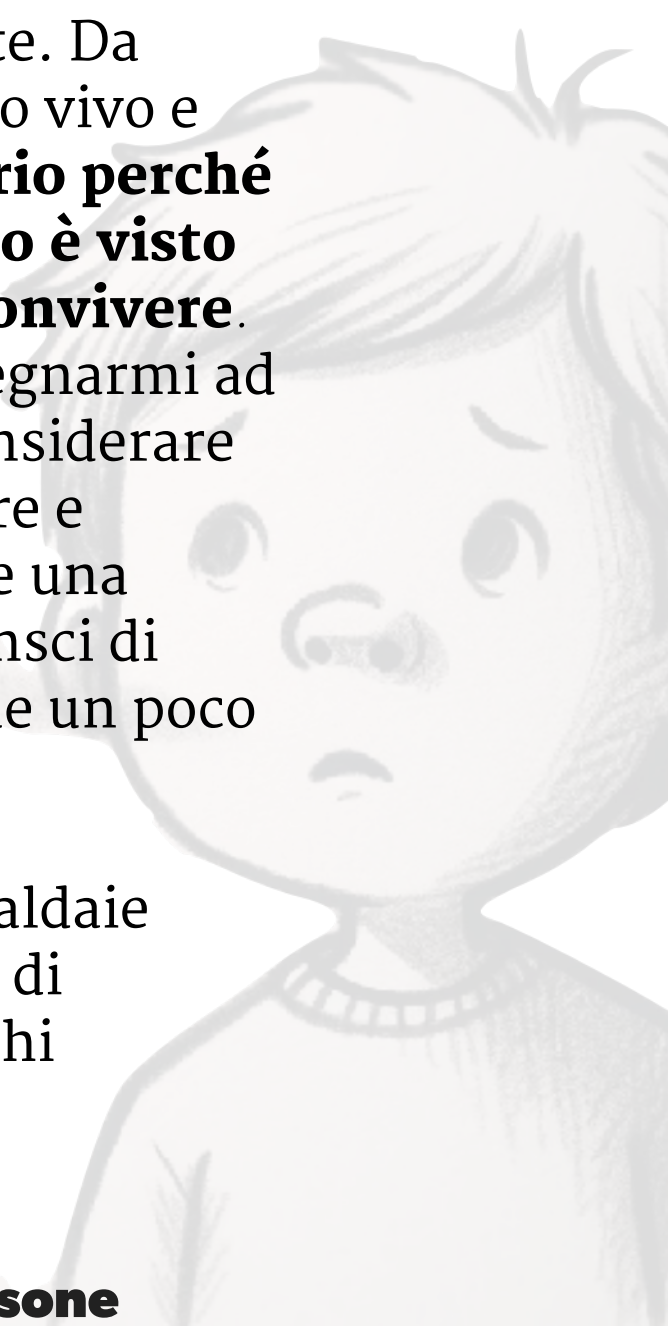 te. Da
o vivo e
rio perché
o è visto
onvivere.
egnarmi ad
nsiderare
re e
e una
nsci di
e un poco
aldaie
di
hi
sone